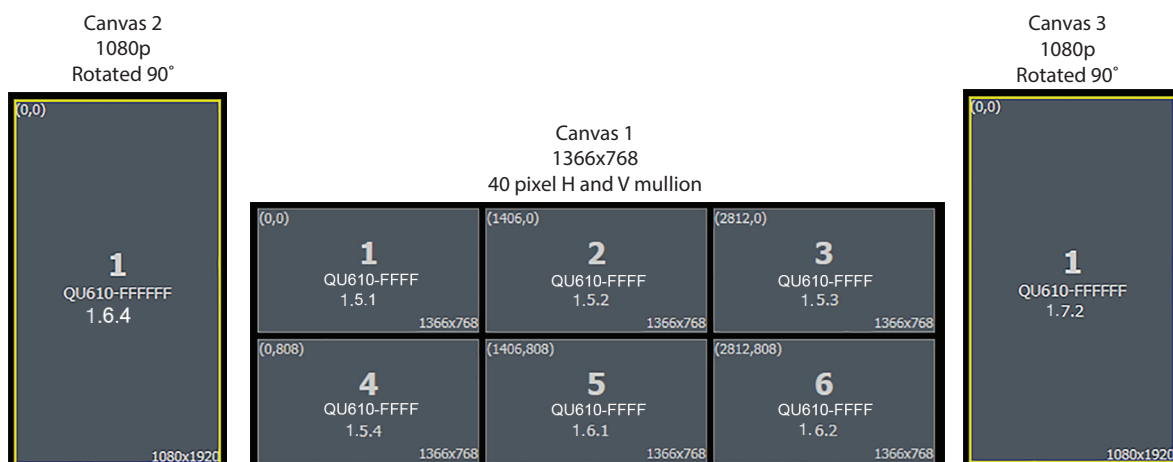 Canvas 2
1080p
Rotated 90˚
(0,0)
1
QU610-FFFFFF
1.6.4
1080x1920
Canvas 1
1366x768
40 pixel H and V mullion
(0,0)
1
QU610-FFFF
1.5.1
1366x768
(1406,0)
2
QU610-FFFF
1.5.2
1366x768
(2812,0)
3
QU610-FFFF
1.5.3
1366x768
(0,808)
4
QU610-FFFF
1.5.4
1366x768
(1406,808)
5
QU610-FFFF
1.6.1
1366x768
(2812,808)
6
QU610-FFFF
1.6.2
1366x768
Canvas 3
1080p
Rotated 90˚
(0,0)
1
QU610-FFFFFF
1.7.2
1080x1920